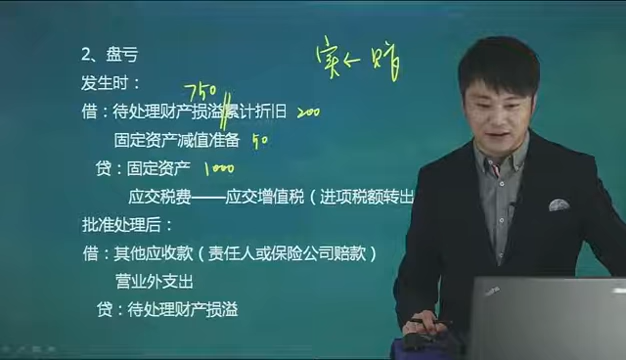 2、盘亏
实←账
发生时：
750
借：待处理财产损溢‖累计折旧 200
固定资产减值准备 50
贷：固定资产 1000
应交税费——应交增值税（进项税额转出
批准处理后：
借：其他应收款（责任人或保险公司赔款）
营业外支出
贷：待处理财产损溢